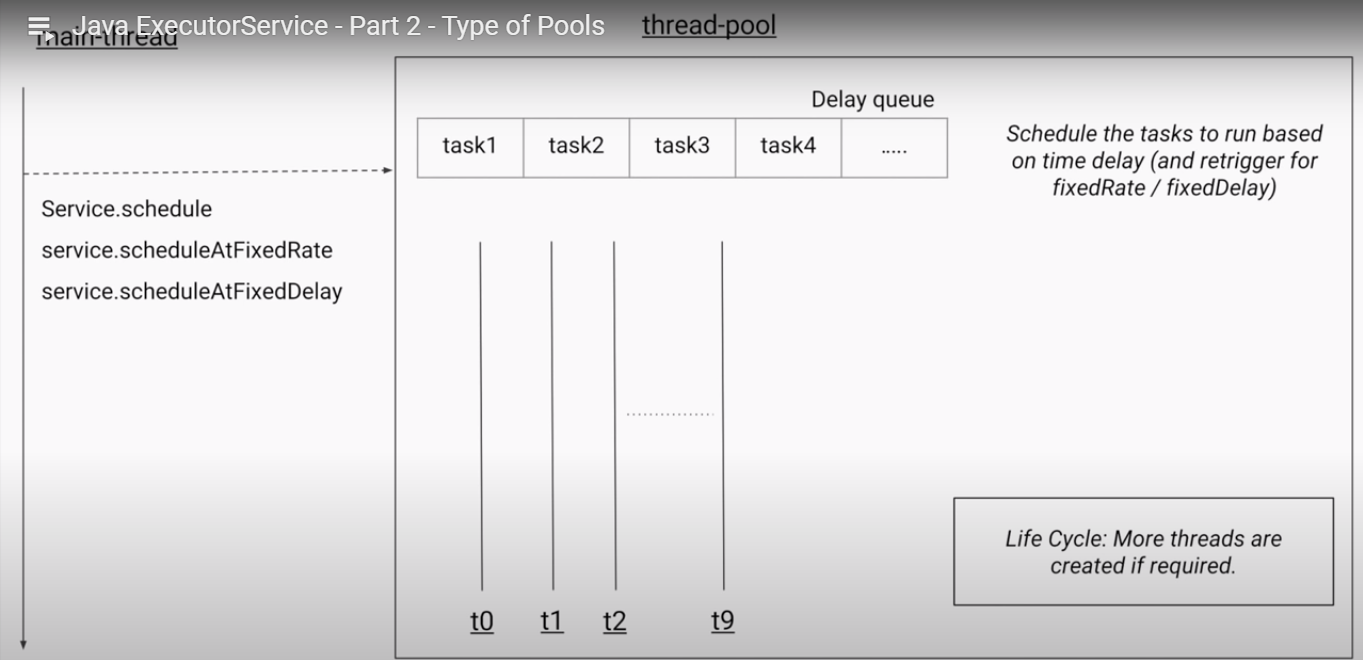 Java ExecutorService - Part 2 - Type of Pools
main-thread
thread-pool
Delay queue
task1 task2 task3 task4 .....
Schedule the tasks to run based
on time delay (and retrigger for
fixedRate / fixedDelay)
Service.schedule
service.scheduleAtFixedRate
service.scheduleAtFixedDelay
Life Cycle: More threads are
created if required.
t0 t1 t2 t9